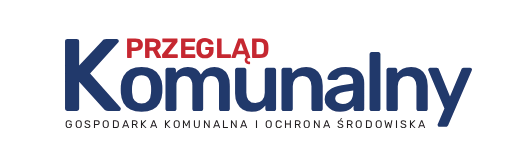 PRZEGLĄD
Komunalny
GOSPODARKA KOMUNALNA I OCHRONA ŚRODOWISKA